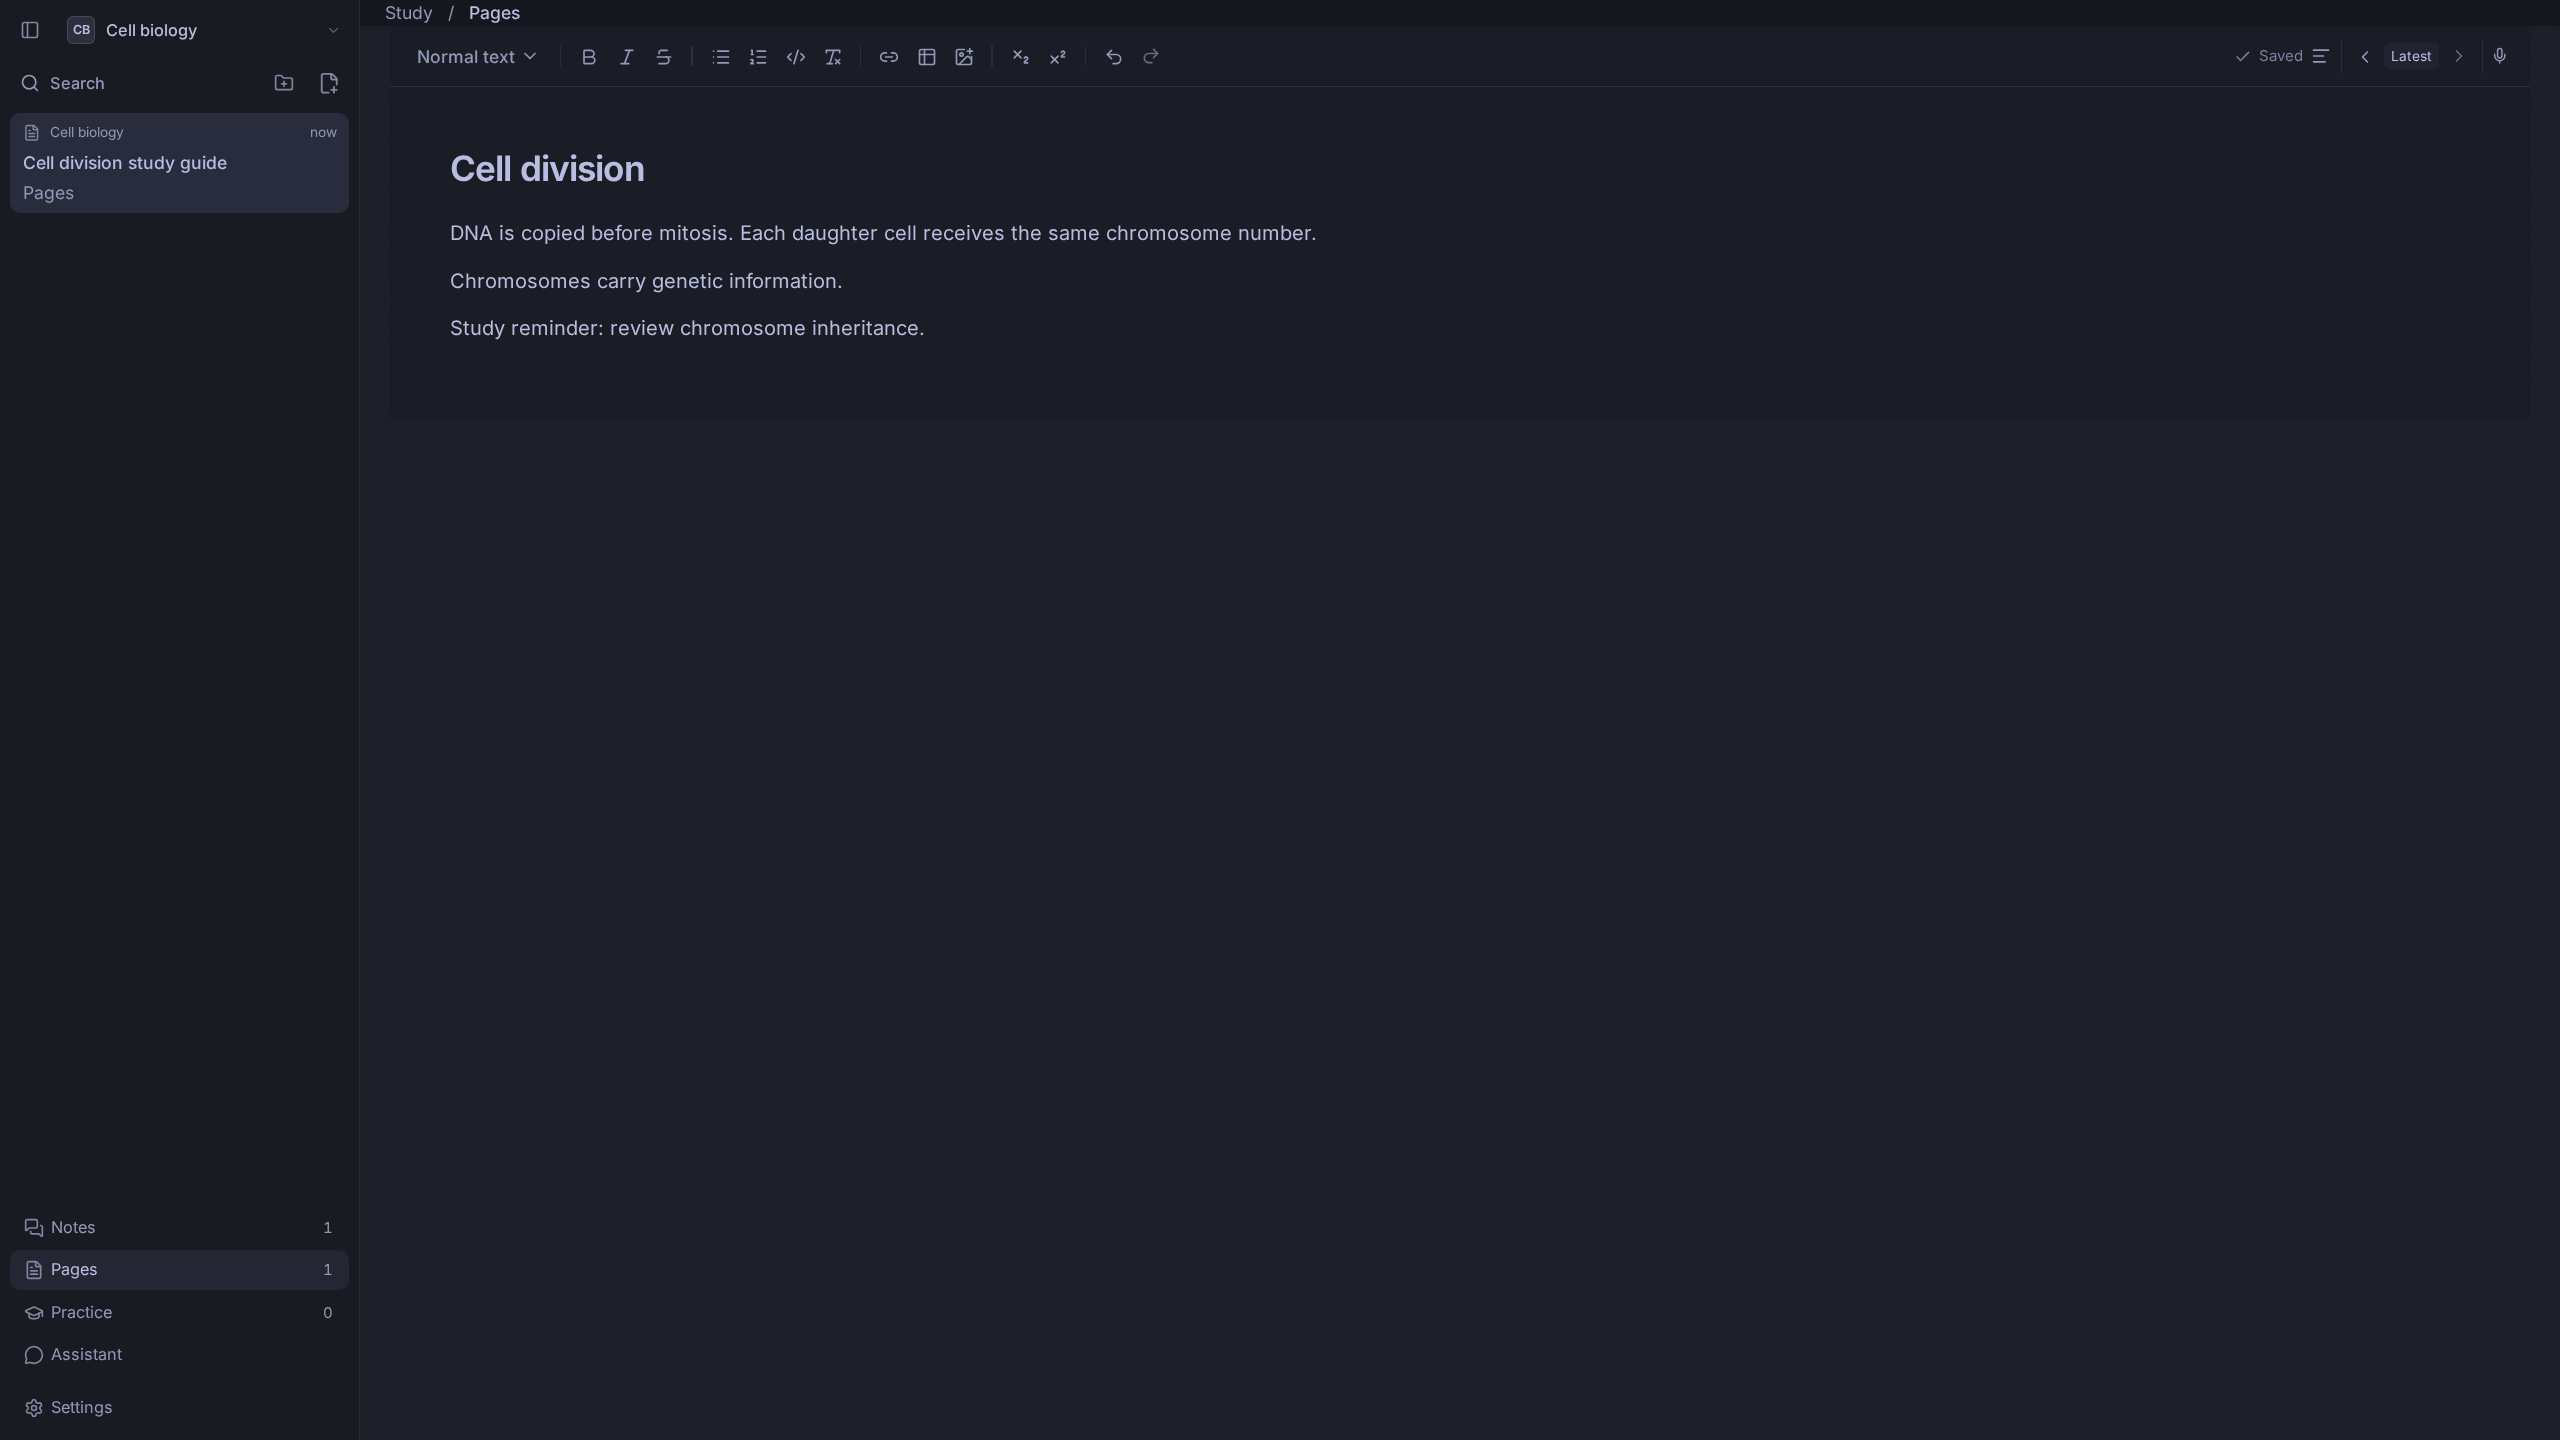 CB Cell biology
Search
Cell biology now
Cell division study guide
Pages
Notes 1
Pages 1
Practice 0
Assistant
Settings
Study / Pages
Normal text
Saved
Latest
Cell division
DNA is copied before mitosis. Each daughter cell receives the same chromosome number.
Chromosomes carry genetic information.
Study reminder: review chromosome inheritance.